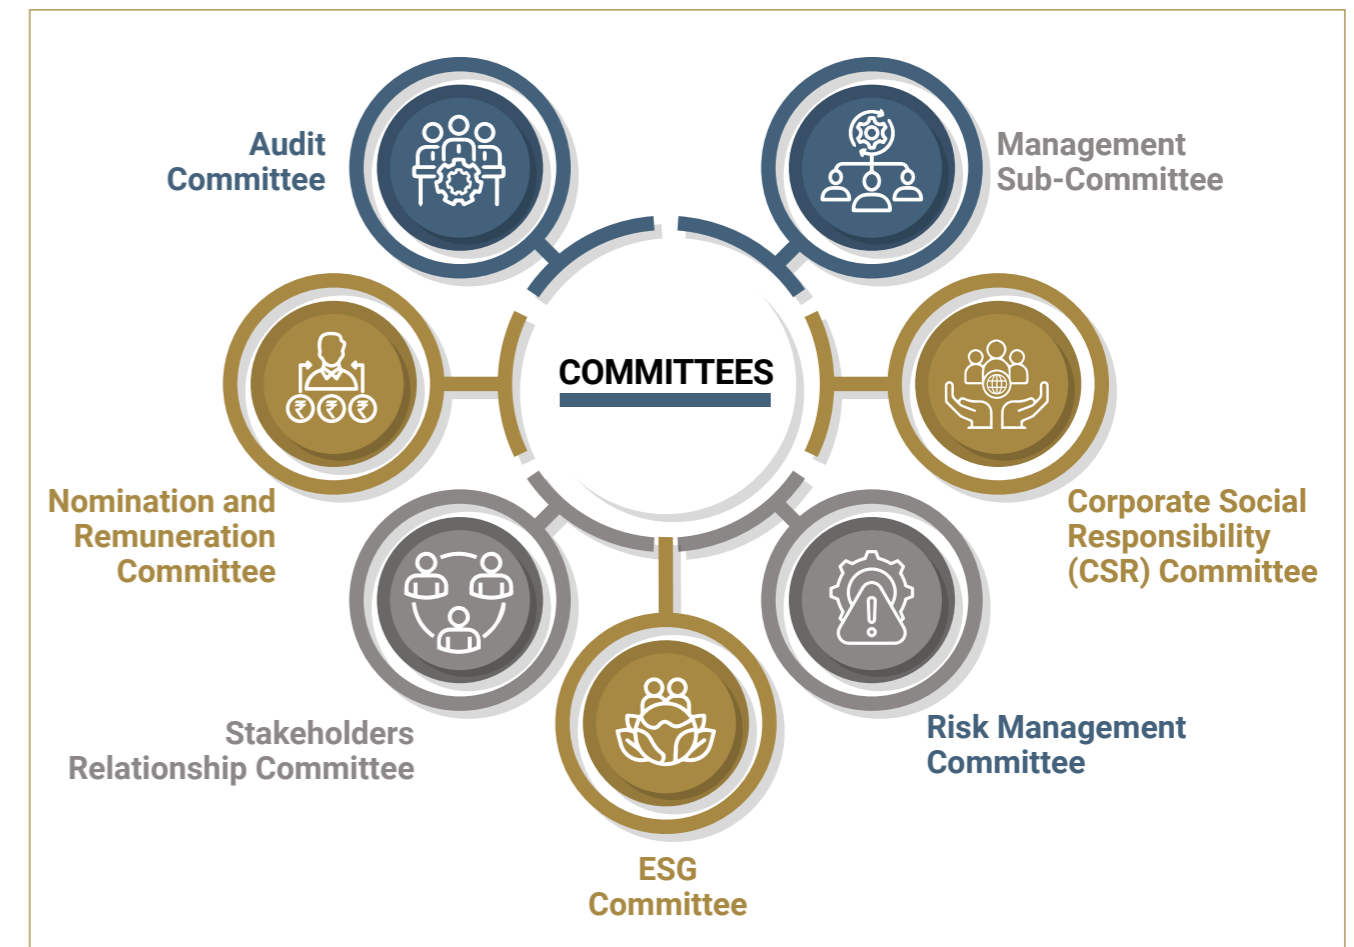 Audit
Committee
Management
Sub-Committee
COMMITTEES
Nomination and
Remuneration
Committee
Corporate Social
Responsibility
(CSR) Committee
Stakeholders
Relationship Committee
Risk Management
Committee
ESG
Committee
₹ ₹ ₹